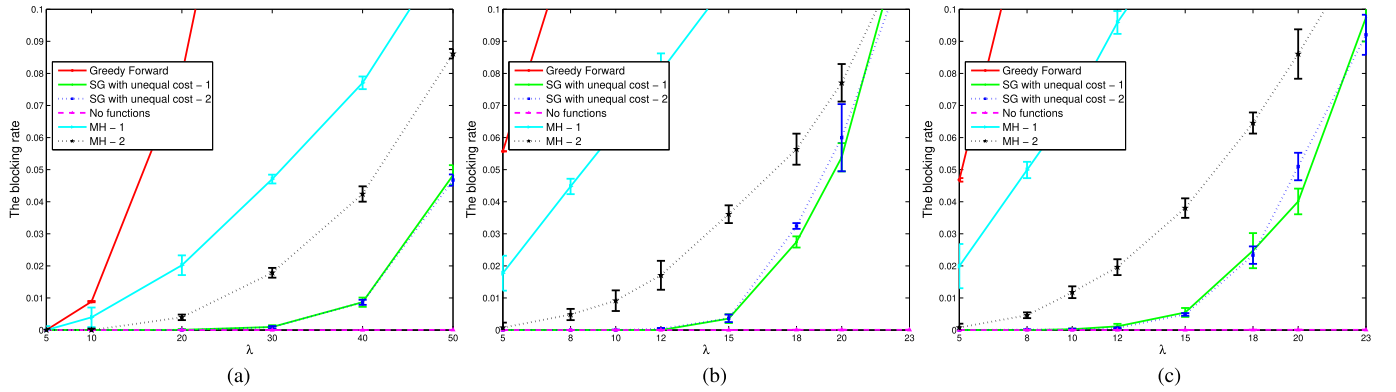 0.1
0.09
0.08
0.07
0.06
0.05
0.04
0.03
0.02
0.01
0
The blocking rate
Greedy Forward
SG with unequal cost − 1
SG with unequal cost − 2
No functions
MH − 1
MH − 2
5 10 20 30 40 50
λ
(a)
0.1
0.09
0.08
0.07
0.06
0.05
0.04
0.03
0.02
0.01
0
The blocking rate
Greedy Forward
SG with unequal cost − 1
SG with unequal cost − 2
No functions
MH − 1
MH − 2
5 8 10 12 15 18 20 23
λ
(b)
0.1
0.09
0.08
0.07
0.06
0.05
0.04
0.03
0.02
0.01
0
The blocking rate
Greedy Forward
SG with unequal cost − 1
SG with unequal cost − 2
No functions
MH − 1
MH − 2
5 8 10 12 15 18 20 23
λ
(c)